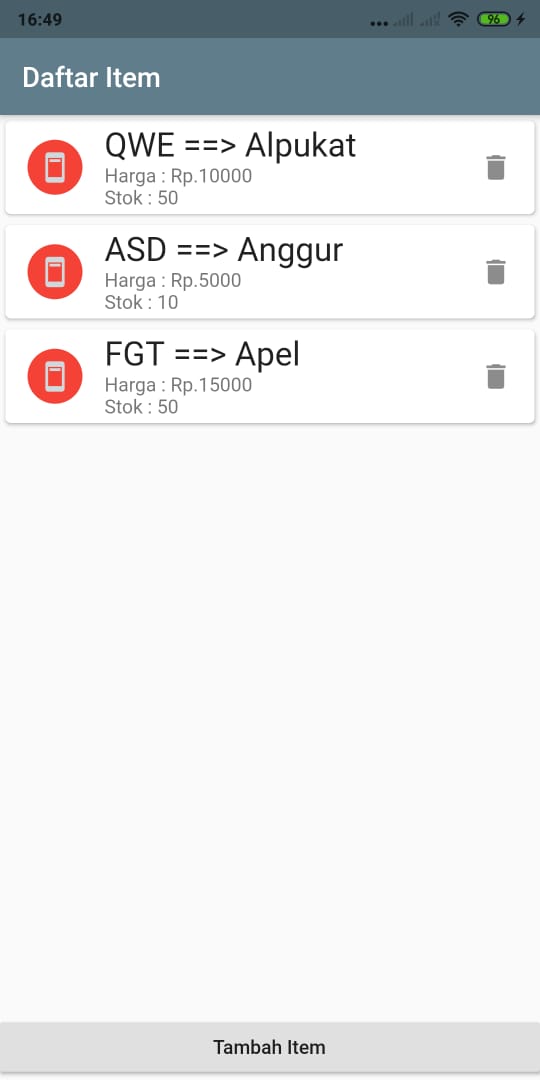 16:49
96
Daftar Item
QWE ==> Alpukat
Harga : Rp.10000
Stok : 50
ASD ==> Anggur
Harga : Rp.5000
Stok : 10
FGT ==> Apel
Harga : Rp.15000
Stok : 50
Tambah Item